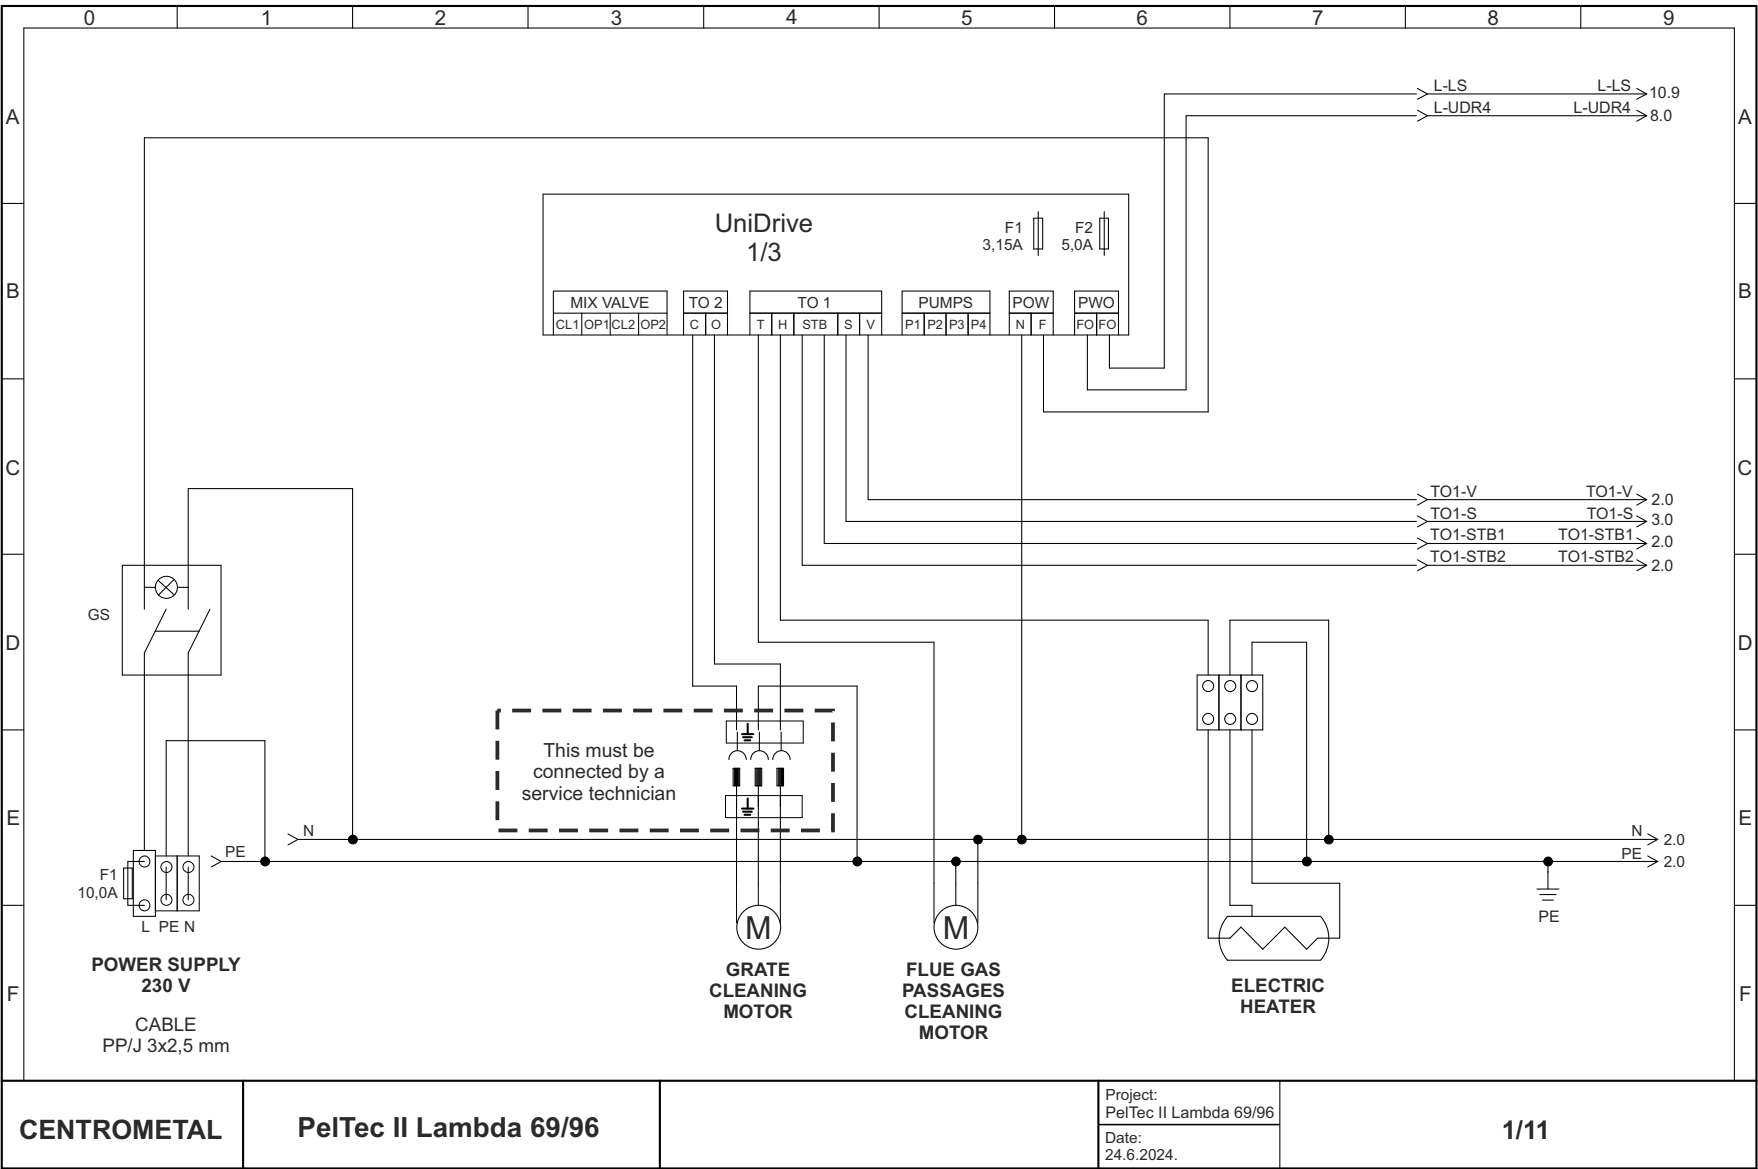 0 1 2 3 4 5 6 7 8 9
L-LS L-LS 10.9
A L-UDR4 L-UDR4 8.0 A
UniDrive
1/3
F1
3,15A
F2
5,0A
B B
MIX VALVE TO 2 TO 1 PUMPS POW PWO
CL1 OP1 CL2 OP2 C O T H STB S V P1 P2 P3 P4 N F FO FO
C C
TO1-V TO1-V 2.0
TO1-S TO1-S 3.0
TO1-STB1 TO1-STB1 2.0
TO1-STB2 TO1-STB2 2.0
GS
D D
This must be
connected by a
service technician
E E
N N 2.0
PE PE 2.0
F1
10,0A
L PE N
M M
PE
POWER SUPPLY
230 V
CABLE
PP/J 3x2,5 mm
GRATE
CLEANING
MOTOR
FLUE GAS
PASSAGES
CLEANING
MOTOR
ELECTRIC
HEATER
F F
CENTROMETAL
PelTec II Lambda 69/96
Project:
PelTec II Lambda 69/96
Date:
24.6.2024.
1/11